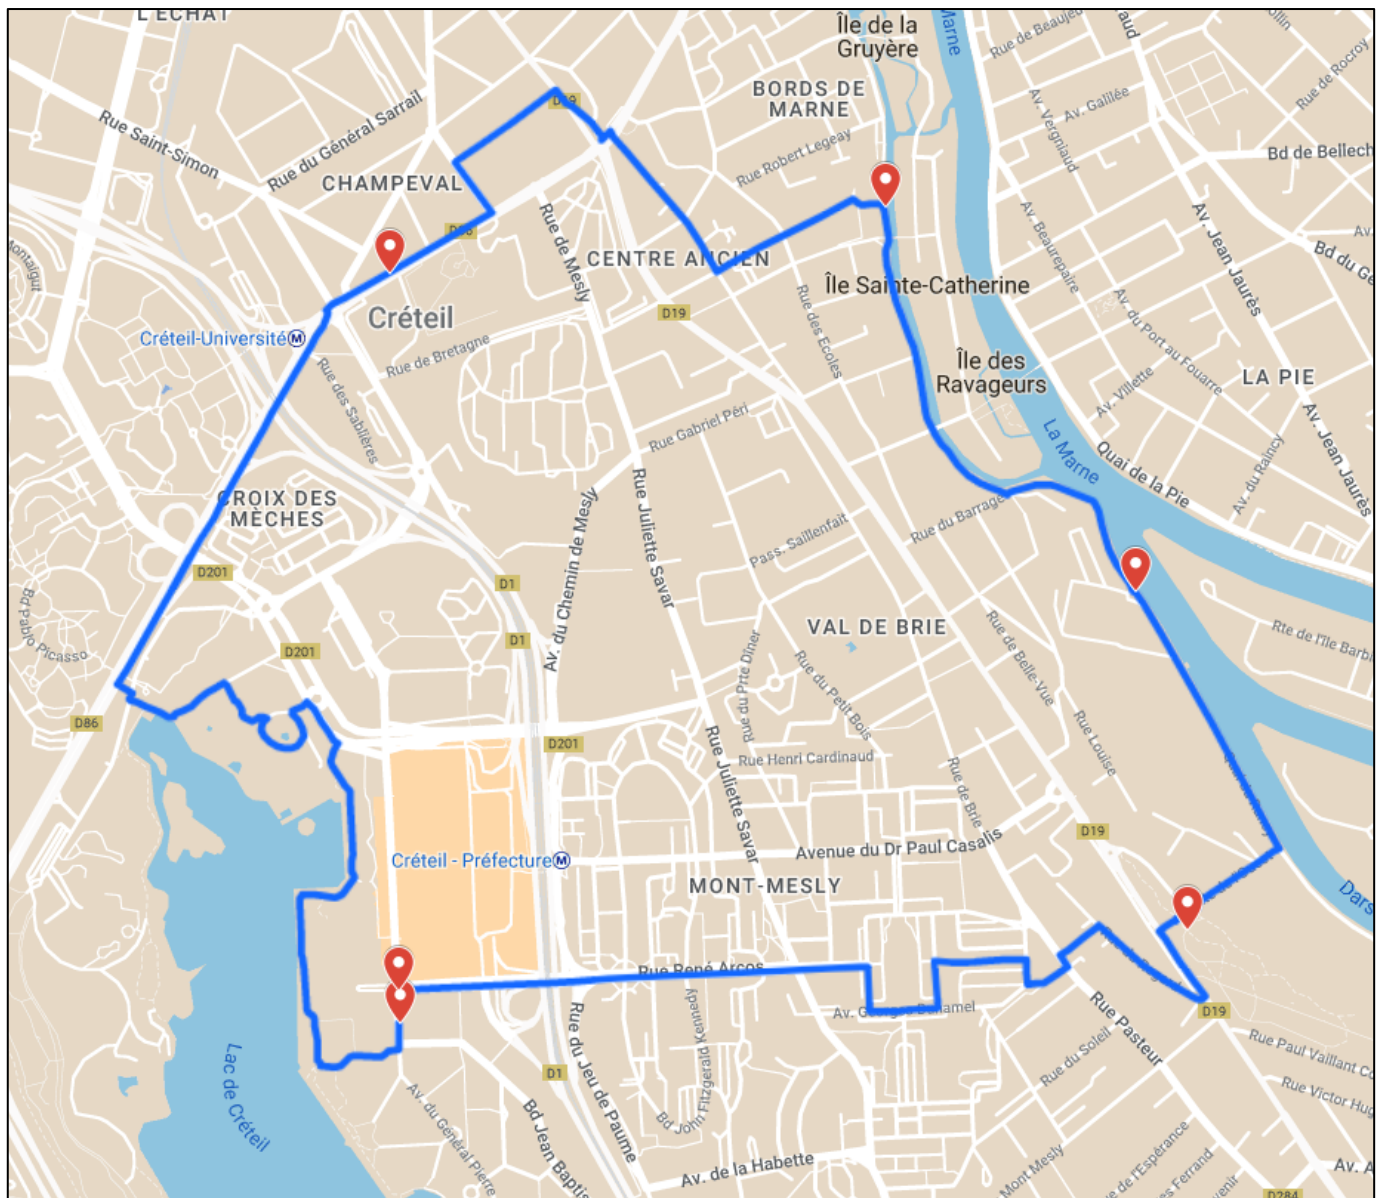 L'ÉCHAT
Île de la
Gruyère
Marne
Rue de Beaujeu
Rue de Rocroy
BORDS DE
MARNE
Av. Galilée
Av. Vergniaud
Rue Saint-Simon
Rue du Général Sarrail
Rue Robert Legeay
Bd de Bellech
CHAMPEVAL
Rue de Mesly
CENTRE ANCIEN
Av. Beaurepaire
Av. Jean Jaurès
Bd du Ge
Montaigut
Île Sainte-Catherine
Créteil
D19
Créteil-Université
M
Rue de Bretagne
Rue des Ecoles
Av. du Port au Fouarre
Île des
Ravageurs
LA PIE
Av. Villette
Rue des Sablières
Rue Gabriel Péri
La Marne
Quai de la Pie
Av. du Raincy
Av. Jean Jaurès
CROIX DES
MÈCHES
Rue Juliette Savar
Rue du Barrage
Pass. Saillenfait
Av. du Chemin de Mesly
D201
D1
Bd Pablo Picasso
VAL DE BRIE
Rte de l'Île Barbi
D1
D201
Rue du Prte Dîner
Rue du Petit Bois
Rue de Belle-Vue
D86
D201
Rue Juliette Savar
Rue Henri Cardinaud
Rue Louise
Rue de Brie
D19
Créteil - Préfecture
M
Avenue du Dr Paul Casalis
MONT-MESLY
Dars
Rue René Arcos
Av. Georges Duhamel
D19
Rue Pasteur
Rue du Soleil
Rue Paul Vaillant Co
Rue Victor Hug
Lac de Créteil
D1
Rue du Jeu de Paume
Bd John Fitzgerald Kennedy
Av. du Général Pierre
Bd Jean Baptis
Av. de la Habette
Mont Mesly
Rue de l'Espérance
Av. A
D284